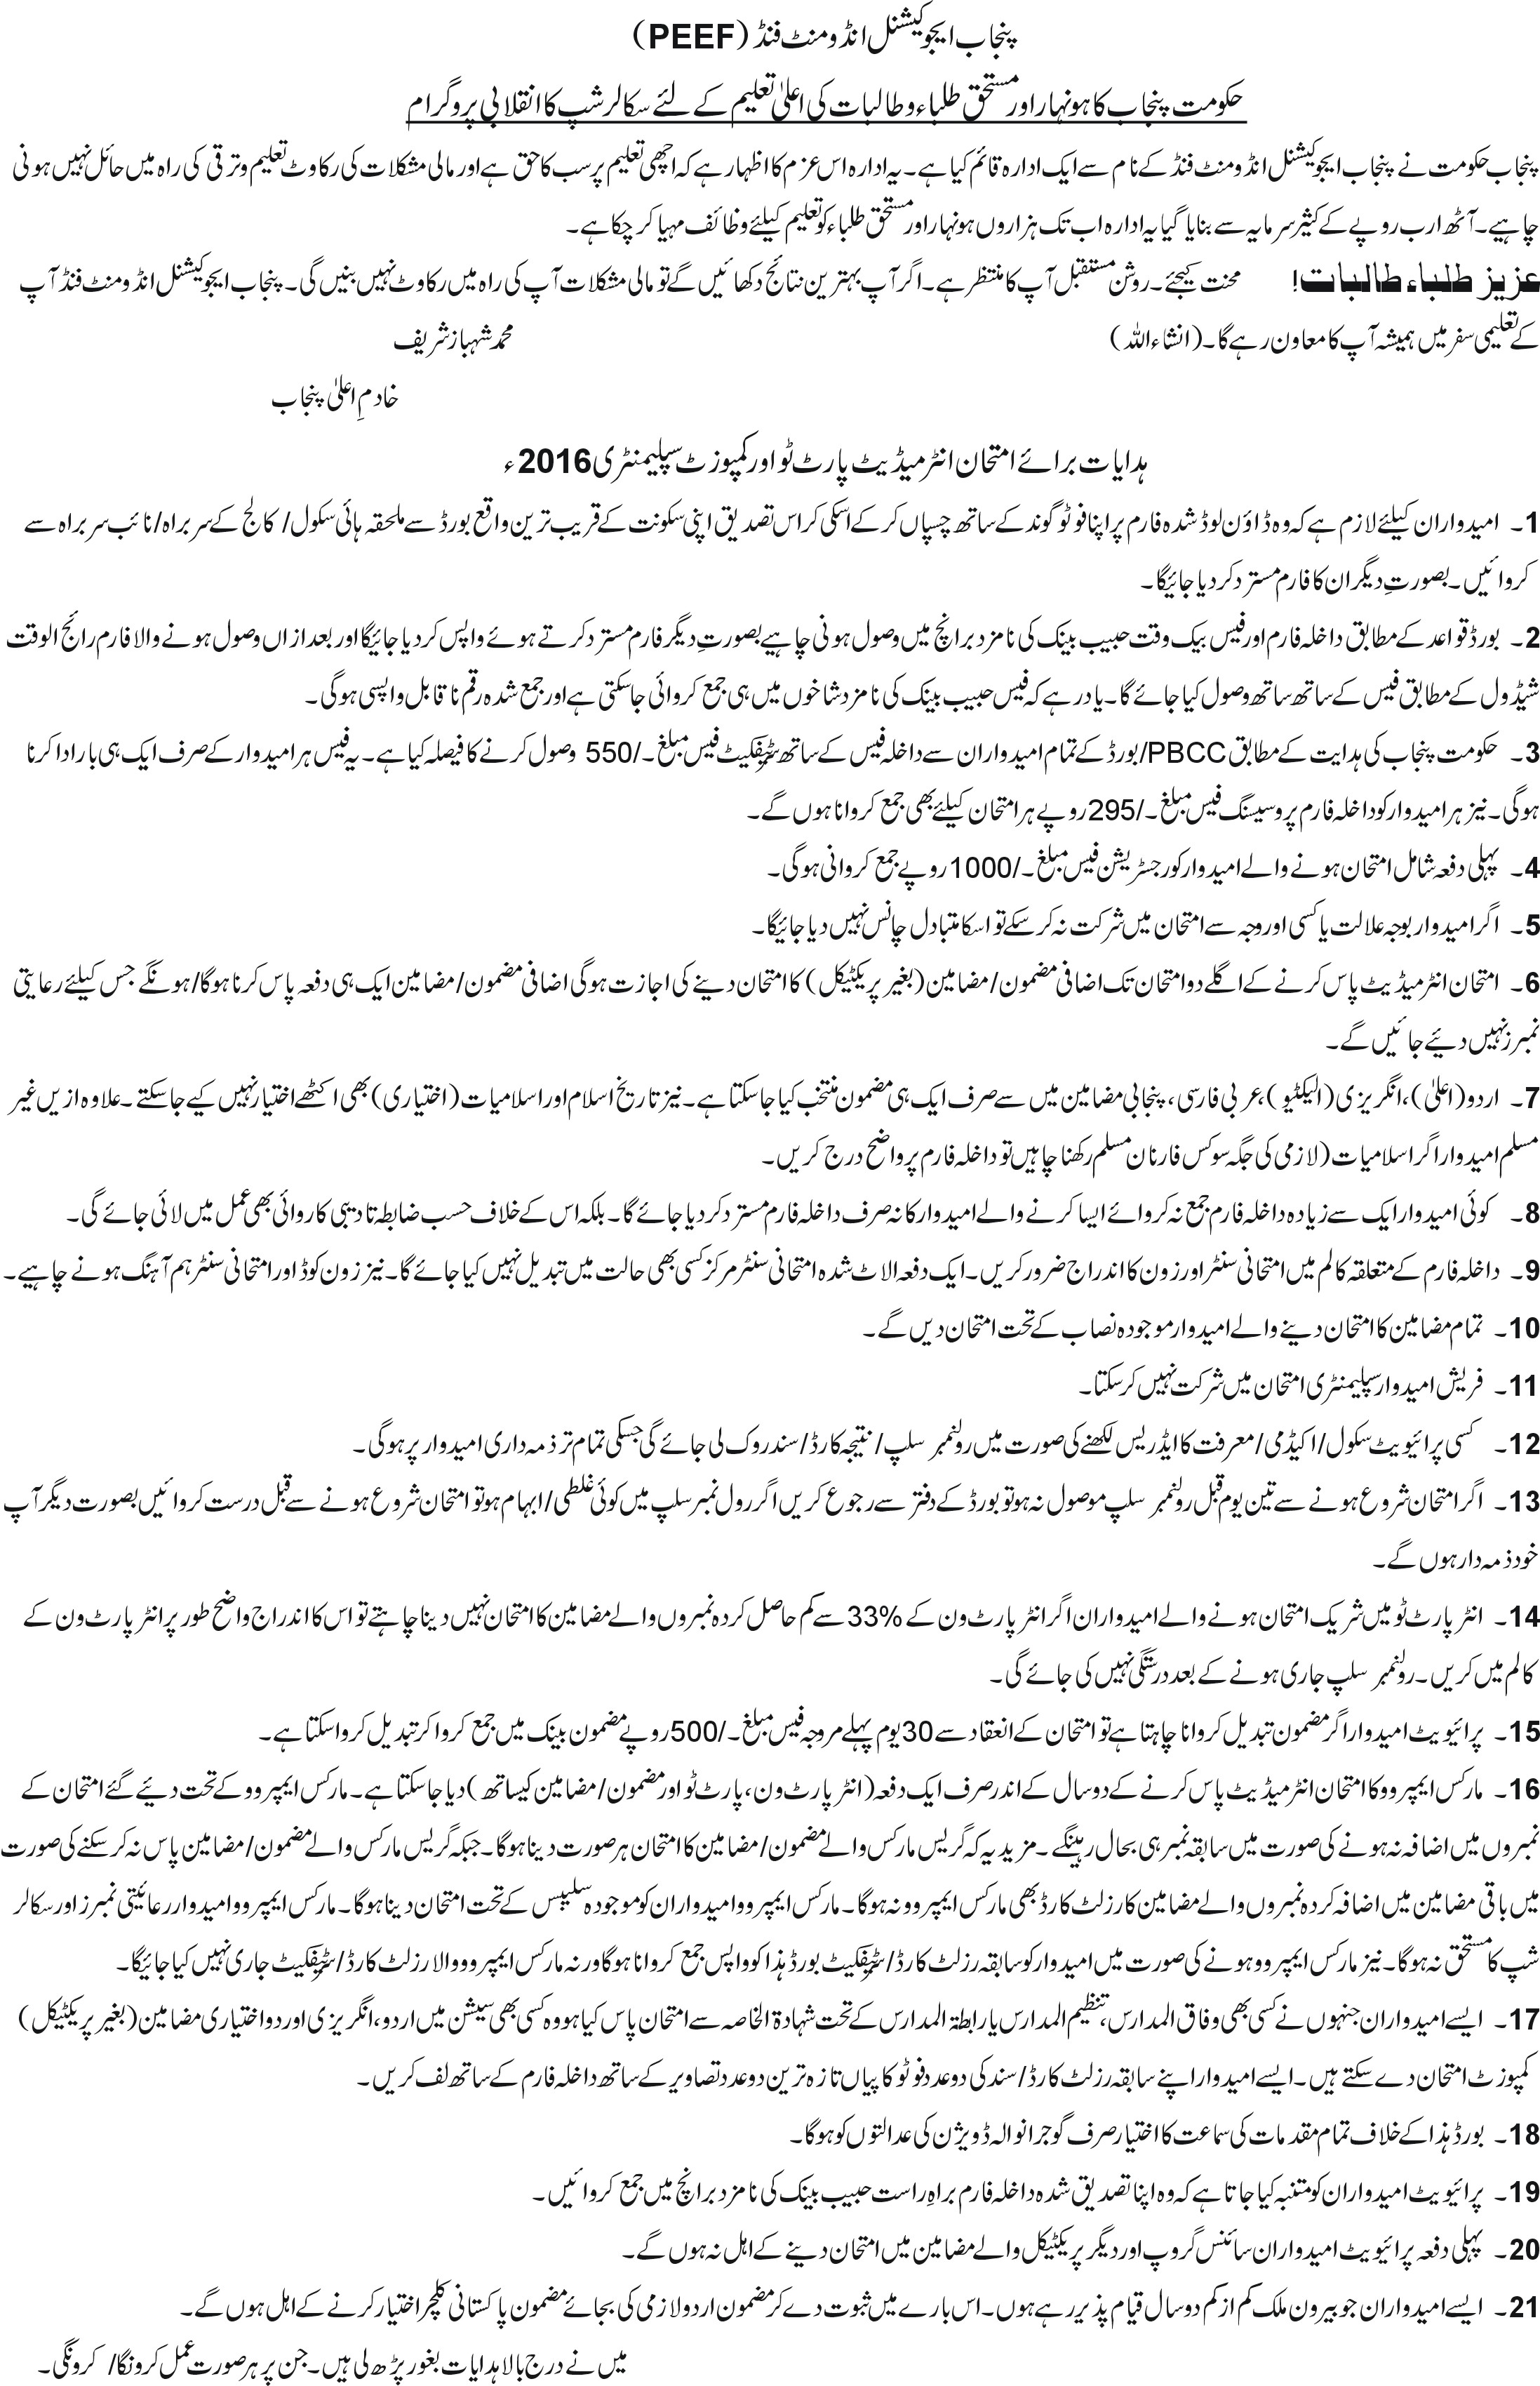 پنجاب ایجوکیشنل انڈومنٹ فنڈ (PEEF)
حکومت پنجاب کا ہونہار اور مستحق طلباء و طالبات کی اعلیٰ تعلیم کے لئے سکالر شپ کا انقلابی پروگرام
پنجاب حکومت نے پنجاب ایجوکیشنل انڈومنٹ فنڈ کے نام سے ایک ادارہ قائم کیا ہے۔ یہ ادارہ اس عزم کا اظہار ہے کہ اچھی تعلیم پر سب کا حق ہے اور مالی مشکلات کی رکاوٹ تعلیم و ترقی کی راہ میں حائل نہیں ہونی
چاہیے۔ آٹھ ارب روپے کے کثیر سرمایہ سے بنایا گیا یہ ادارہ اب تک ہزاروں ہونہار اور مستحق طلباء کو تعلیم کیلئے وظائف مہیا کر چکا ہے۔
عزیز طلباء طالبات! محنت کیجئے۔ روشن مستقبل آپ کا منتظر ہے۔ اگر آپ بہترین نتائج دکھائیں گے تو مالی مشکلات آپ کی راہ میں رکاوٹ نہیں بنیں گی۔ پنجاب ایجوکیشنل انڈومنٹ فنڈ آپ
کے تعلیمی سفر میں ہمیشہ آپ کا معاون رہے گا۔ (انشاء اللہ) محمد شہباز شریف
خادمِ اعلیٰ پنجاب
ہدایات برائے امتحان انٹرمیڈیٹ پارٹ ٹو اور کمپوزٹ سپلیمنٹری 2016ء
1۔ امیدواران کیلئے لازم ہے کہ وہ ڈاؤن لوڈ شدہ فارم پر اپنا فوٹو گوند کے ساتھ چسپاں کر کے اسکی کراس تصدیق اپنی سکونت کے قریب ترین واقع بورڈ سے ملحقہ ہائی سکول/ کالج کے سربراہ/نائب سربراہ سے
کروائیں۔ بصورتِ دیگر ان کا فارم مسترد کر دیا جائیگا۔
2۔ بورڈ قواعد کے مطابق داخلہ فارم اور فیس بیک وقت حبیب بینک کی نامزد برانچ میں وصول ہونی چاہیے بصورتِ دیگر فارم مسترد کرتے ہوئے واپس کر دیا جائیگا اور بعد ازاں وصول ہونے والا فارم رائج الوقت
شیڈول کے مطابق فیس کے ساتھ ساتھ وصول کیا جائے گا۔ یاد رہے کہ فیس حبیب بینک کی نامزد شاخوں میں ہی جمع کروائی جاسکتی ہے اور جمع شدہ رقم ناقابل واپسی ہوگی۔
3۔ حکومت پنجاب کی ہدایت کے مطابق PBCC/بورڈ کے تمام امیدواران سے داخلہ فیس کے ساتھ سرٹیفکیٹ فیس مبلغ ۔/550 وصول کرنے کا فیصلہ کیا ہے۔ یہ فیس ہر امیدوار کے صرف ایک ہی بار ادا کرنا
ہوگی۔ نیز ہر امیدوار کو داخلہ فارم پروسیسنگ فیس مبلغ ۔/295 روپے ہر امتحان کیلئے بھی جمع کروانا ہوں گے۔
4۔ پہلی دفعہ شامل امتحان ہونے والے امیدوار کو رجسٹریشن فیس مبلغ ۔/1000 روپے جمع کروانی ہوگی۔
5۔ اگر امیدوار بوجہ علالت یا کسی اور وجہ سے امتحان میں شرکت نہ کر سکے تو اسکا متبادل چانس نہیں دیا جائیگا۔
6۔ امتحان انٹرمیڈیٹ پاس کرنے کے اگلے دو امتحان تک اضافی مضمون/مضامین (بغیر پریکٹیکل) کا امتحان دینے کی اجازت ہوگی اضافی مضمون/مضامین ایک ہی دفعہ پاس کرنا ہوگا/ہونگے جس کیلئے رعایتی
نمبرز نہیں دئیے جائیں گے۔
7۔ اردو (اعلیٰ)، انگریزی (الیکٹیو)، عربی فارسی، پنجابی مضامین میں سے صرف ایک ہی مضمون منتخب کیا جاسکتا ہے۔ نیز تاریخ اسلام اور اسلامیات (اختیاری) بھی اکٹھے اختیار نہیں کیے جاسکتے۔ علاوہ ازیں غیر
مسلم امیدوار اگر اسلامیات (لازمی کی جگہ سوکس فار نان مسلم رکھنا چاہیں تو داخلہ فارم پر واضح درج کریں۔
8۔ کوئی امیدوار ایک سے زیادہ داخلہ فارم جمع نہ کروائے ایسا کرنے والے امیدوار کا نہ صرف داخلہ فارم مسترد کر دیا جائے گا۔ بلکہ اس کے خلاف حسب ضابطہ تادیبی کاروائی بھی عمل میں لائی جائے گی۔
9۔ داخلہ فارم کے متعلقہ کالم میں امتحانی سنٹر اور زون کا اندراج ضرور کریں۔ ایک دفعہ الاٹ شدہ امتحانی سنٹر مرکز کسی بھی حالت میں تبدیل نہیں کیا جائے گا۔ نیز زون کوڈ اور امتحانی سنٹر ہم آہنگ ہونے چاہیے۔
10۔ تمام مضامین کا امتحان دینے والے امیدوار موجودہ نصاب کے تحت امتحان دیں گے۔
11۔ فریش امیدوار سپلیمنٹری امتحان میں شرکت نہیں کر سکتا۔
12۔ کسی پرائیویٹ سکول/اکیڈمی/معرفت کا ایڈریس لکھنے کی صورت میں رولنمبر سلپ/نتیجہ کارڈ/سند روک لی جائے گی جسکی تمام تر ذمہ داری امیدوار پر ہوگی۔
13۔ اگر امتحان شروع ہونے سے تین یوم قبل رولنمبر سلپ موصول نہ ہو تو بورڈ کے دفتر سے رجوع کریں اگر رول نمبر سلپ میں کوئی غلطی/ابہام ہو تو امتحان شروع ہونے سے قبل درست کروائیں بصورت دیگر آپ
خود ذمہ دار ہوں گے۔
14۔ انٹر پارٹ ٹو میں شریک امتحان ہونے والے امیدواران اگر انٹر پارٹ ون کے 33% سے کم حاصل کردہ نمبروں والے مضامین کا امتحان نہیں دینا چاہتے تو اس کا اندراج واضح طور پر انٹر پارٹ ون کے
کالم میں کریں۔ رولنمبر سلپ جاری ہونے کے بعد درستگی نہیں کی جائے گی۔
15۔ پرائیویٹ امیدوار اگر مضمون تبدیل کروانا چاہتا ہے تو امتحان کے انعقاد سے 30 یوم پہلے مروجہ فیس مبلغ ۔/500 روپے مضمون بینک میں جمع کروا کر تبدیل کروا سکتا ہے۔
16۔ مارکس ایمپروو کا امتحان انٹرمیڈیٹ پاس کرنے کے دو سال کے اندر صرف ایک دفعہ (انٹر پارٹ ون، پارٹ ٹو اور مضمون/مضامین کیساتھ) دیا جاسکتا ہے۔ مارکس ایمپروو کے تحت دئیے گئے امتحان کے
نمبروں میں اضافہ نہ ہونے کی صورت میں سابقہ نمبر ہی بحال رہینگے۔ مزید یہ کہ گریس مارکس والے مضمون/مضامین کا امتحان ہر صورت دینا ہوگا۔ جبکہ گریس مارکس والے مضمون/مضامین پاس نہ کر سکنے کی صورت
میں باقی مضامین میں اضافہ کردہ نمبروں والے مضامین کا رزلٹ کارڈ بھی مارکس ایمپروو نہ ہوگا۔ مارکس ایمپروو امیدواران کو موجودہ سلیبس کے تحت امتحان دینا ہوگا۔ مارکس ایمپروو امیدوار رعائیتی نمبرز اور سکالر
شپ کا مستحق نہ ہوگا۔ نیز مارکس ایمپروو ہونے کی صورت میں امیدوار کو سابقہ رزلٹ کارڈ/سرٹیفکیٹ بورڈ ہذا کو واپس جمع کروانا ہوگا ورنہ مارکس ایمپروو والا رزلٹ کارڈ/سرٹیفکیٹ جاری نہیں کیا جائیگا۔
17۔ ایسے امیدواران جنہوں نے کسی بھی وفاق المدارس، تنظیم المدارس یا رابطۃ المدارس کے تحت شہادۃ الخاصہ سے امتحان پاس کیا ہو وہ کسی بھی سیشن میں اردو، انگریزی اور دو اختیاری مضامین (بغیر پریکٹیکل)
کمپوزٹ امتحان دے سکتے ہیں۔ ایسے امیدوار اپنے سابقہ رزلٹ کارڈ/سند کی دو عدد فوٹو کاپیاں تازہ ترین دو عدد تصاویر کے ساتھ داخلہ فارم کے ساتھ لف کریں۔
18۔ بورڈ ہذا کے خلاف تمام مقدمات کی سماعت کا اختیار صرف گوجرانوالہ ڈویژن کی عدالتوں کو ہوگا۔
19۔ پرائیویٹ امیدواران کو متنبہ کیا جاتا ہے کہ وہ اپنا تصدیق شدہ داخلہ فارم براہِ راست حبیب بینک کی نامزد برانچ میں جمع کروائیں۔
20۔ پہلی دفعہ پرائیویٹ امیدواران سائنس گروپ اور دیگر پریکٹیکل والے مضامین میں امتحان دینے کے اہل نہ ہوں گے۔
21۔ ایسے امیدواران جو بیرون ملک کم از کم دو سال قیام پذیر رہے ہوں۔ اس بارے میں ثبوت دے کر مضمون اردو لازمی کی بجائے مضمون پاکستانی کلچر اختیار کرنے کے اہل ہوں گے۔
میں نے درج بالا ہدایات بغور پڑھ لی ہیں۔ جن پر ہر صورت عمل کرونگا/ کرونگی۔